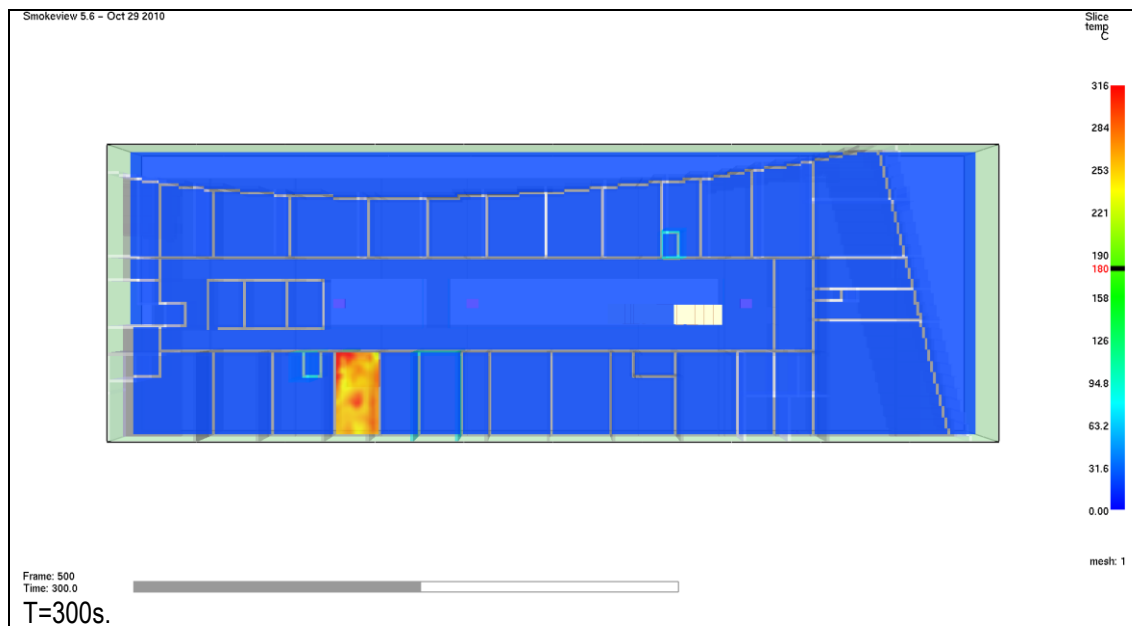 Smokeview 5.6 – Oct 29 2010
Slice
temp
C
316
284
253
221
190
180
158
126
94.8
63.2
31.6
0.00
mesh: 1
Frame: 500
Time: 300.0
T=300s.